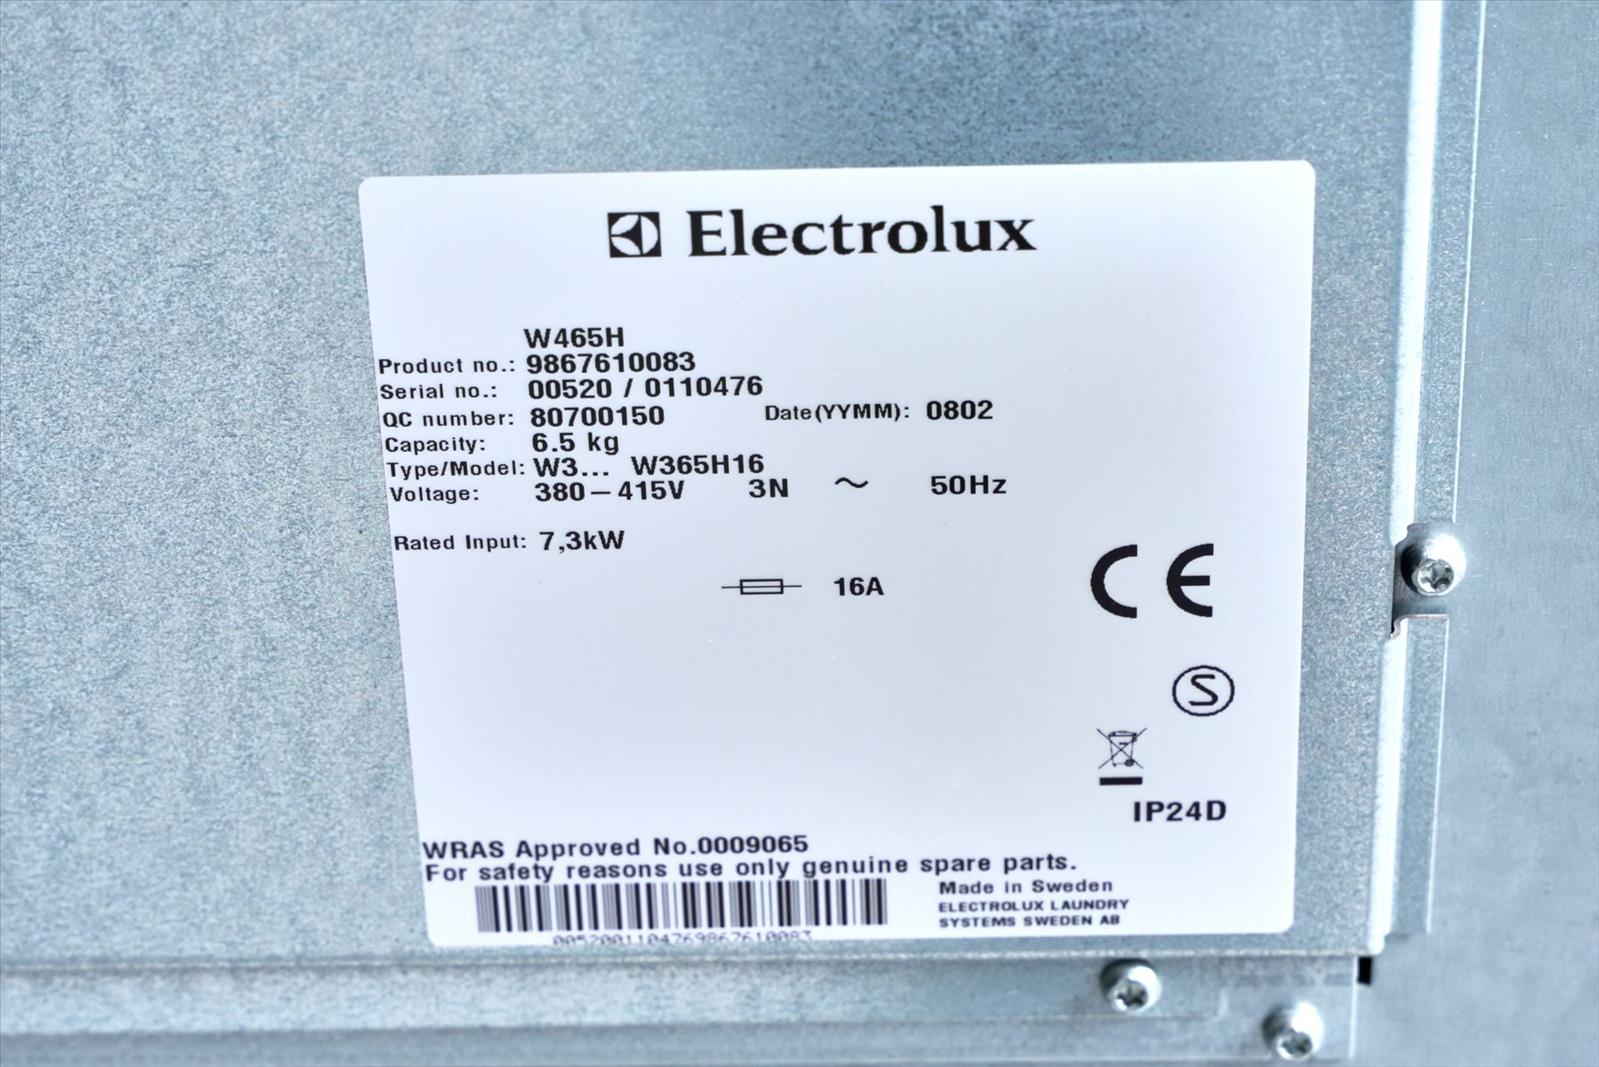 Electrolux
W465H
Product no.: 9867610083
Serial no.: 00520 / 0110476
QC number: 80700150 Date(YYMM): 0802
Capacity: 6.5 kg
Type/Model: W3... W365H16
Voltage: 380–415V 3N ~ 50Hz
Rated Input: 7,3kW
16A
CE
S
IP24D
WRAS Approved No.0009065
For safety reasons use only genuine spare parts.
Made in Sweden
ELECTROLUX LAUNDRY
SYSTEMS SWEDEN AB
0052001104769867610083